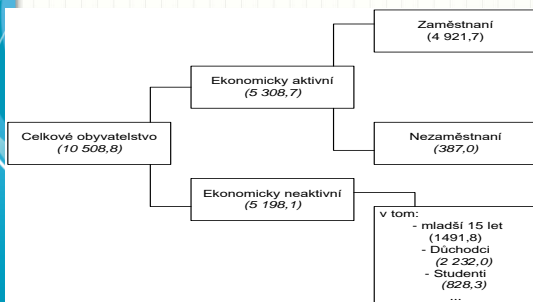 Zaměstnaní
(4 921,7)
Ekonomicky aktivní
(5 308,7)
Celkové obyvatelstvo
(10 508,8)
Nezaměstnaní
(387,0)
Ekonomicky neaktivní
(5 198,1)
v tom:
- mladší 15 let
(1491,8)
- Důchodci
(2 232,0)
- Studenti
(828,3)
...